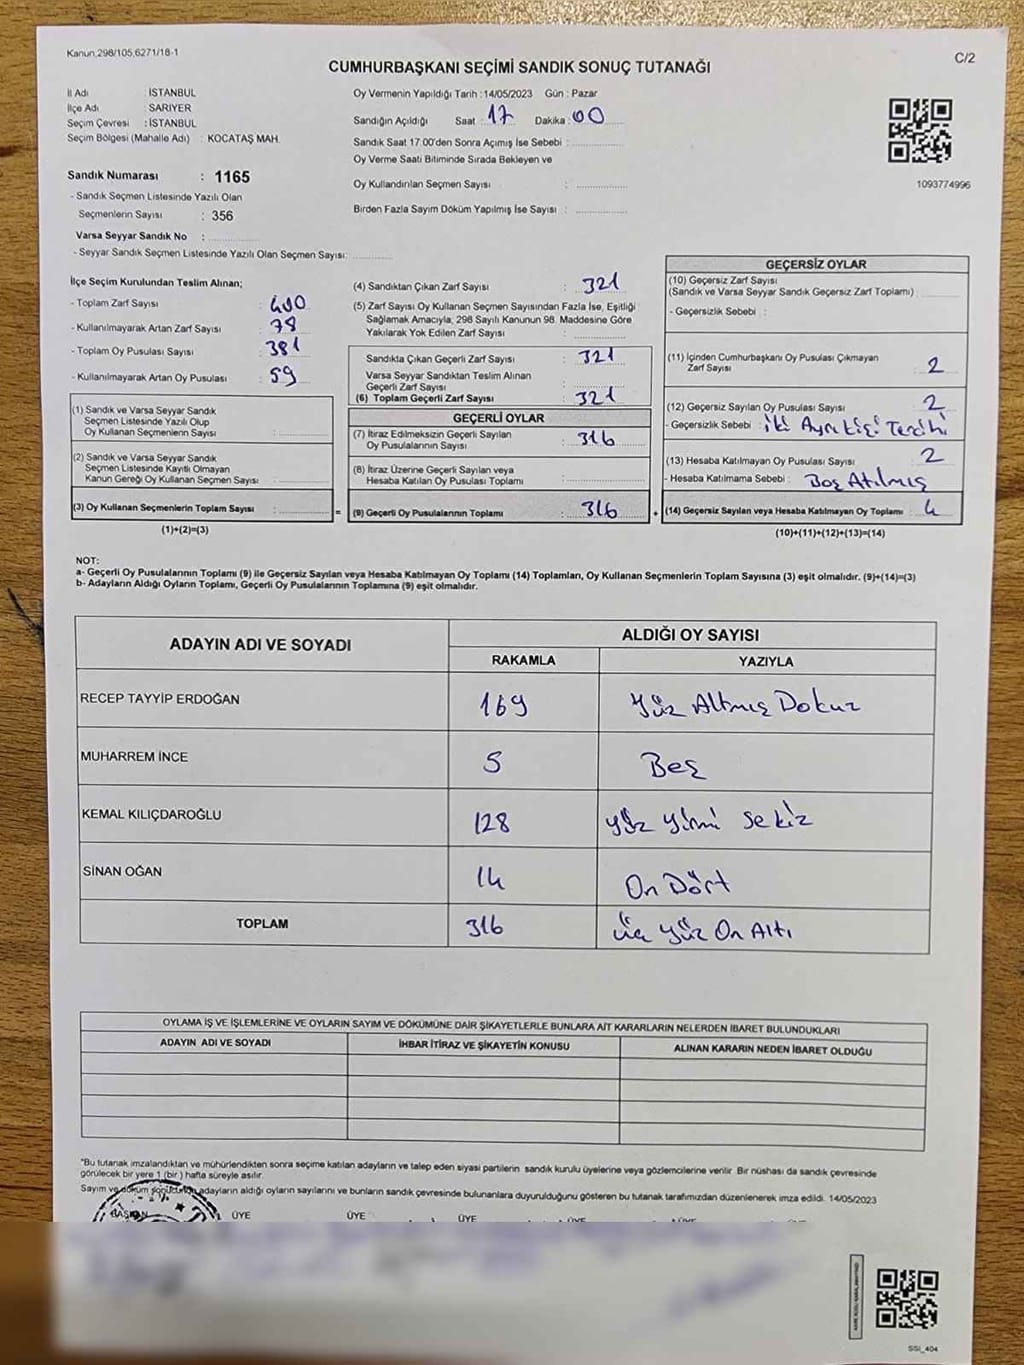 Kanun,298/105,6271/18-1
C/2
CUMHURBAŞKANI SEÇİMİ SANDIK SONUÇ TUTANAĞI
İl Adı : İSTANBUL
İlçe Adı : SARIYER
Seçim Çevresi : İSTANBUL
Seçim Bölgesi (Mahalle Adı) : KOCATAŞ MAH.
Sandık Numarası : 1165
- Sandık Seçmen Listesinde Yazılı Olan
Seçmenlerin Sayısı : 356
Varsa Seyyar Sandık No :
- Seyyar Sandık Seçmen Listesinde Yazılı Olan Seçmen Sayısı:
Oy Vermenin Yapıldığı Tarih :14/05/2023 Gün : Pazar
Sandığın Açıldığı Saat : 17 Dakika : 00
Sandık Saat 17.00'den Sonra Açımış İse Sebebi :
Oy Verme Saati Bitiminde Sırada Bekleyen ve
Oy Kullandırılan Seçmen Sayısı :
Birden Fazla Sayım Döküm Yapılmış İse Sayısı :
1093774996
İlçe Seçim Kurulundan Teslim Alınan;
- Toplam Zarf Sayısı : 400
- Kullanılmayarak Artan Zarf Sayısı : 79
- Toplam Oy Pusulası Sayısı : 381
- Kullanılmayarak Artan Oy Pusulası : 59
(1) Sandık ve Varsa Seyyar Sandık
Seçmen Listesinde Yazılı Olup
Oy Kullanan Seçmenlerin Sayısı :
(2) Sandık ve Varsa Seyyar Sandık
Seçmen Listesinde Kayıtlı Olmayan
Kanun Gereği Oy Kullanan Seçmen Sayısı :
(3) Oy Kullanan Seçmenlerin Toplam Sayısı :
(1)+(2)=(3)
=
(4) Sandıktan Çıkan Zarf Sayısı : 321
(5) Zarf Sayısı Oy Kullanan Seçmen Sayısından Fazla İse, Eşitliği
Sağlamak Amacıyla, 298 Sayılı Kanunun 98. Maddesine Göre
Yakılarak Yok Edilen Zarf Sayısı :
Sandıkta Çıkan Geçerli Zarf Sayısı : 321
Varsa Seyyar Sandıktan Teslim Alınan
Geçerli Zarf Sayısı :
(6) Toplam Geçerli Zarf Sayısı : 321
GEÇERLİ OYLAR
(7) İtiraz Edilmeksizin Geçerli Sayılan
Oy Pusulalarının Sayısı : 316
(8) İtiraz Üzerine Geçerli Sayılan veya
Hesaba Katılan Oy Pusulası Toplamı :
(9) Geçerli Oy Pusulalarının Toplamı : 316
+
GEÇERSİZ OYLAR
(10) Geçersiz Zarf Sayısı
(Sandık ve Varsa Seyyar Sandık Geçersiz Zarf Toplamı) :
- Geçersizlik Sebebi :
(11) İçinden Cumhurbaşkanı Oy Pusulası Çıkmayan
Zarf Sayısı : 2
(12) Geçersiz Sayılan Oy Pusulası Sayısı : 2
- Geçersizlik Sebebi : İki Ayrı kişi Tercihi
(13) Hesaba Katılmayan Oy Pusulası Sayısı : 2
- Hesaba Katılmama Sebebi : Boş Atılmış
(14) Geçersiz Sayılan veya Hesaba Katılmayan Oy Toplamı : 4
(10)+(11)+(12)+(13)=(14)
NOT:
a- Geçerli Oy Pusulalarının Toplamı (9) ile Geçersiz Sayılan veya Hesaba Katılmayan Oy Toplamı (14) Toplamları, Oy Kullanan Seçmenlerin Toplam Sayısına (3) eşit olmalıdır. (9)+(14)=(3)
b- Adayların Aldığı Oyların Toplamı, Geçerli Oy Pusulalarının Toplamına (9) eşit olmalıdır.
ADAYIN ADI VE SOYADI
ALDIĞI OY SAYISI
RAKAMLA YAZIYLA
RECEP TAYYİP ERDOĞAN 169 Yüz Altmış Dokuz
MUHARREM İNCE 5 Beş
KEMAL KILIÇDAROĞLU 128 Yüz yirmi sekiz
SİNAN OĞAN 14 On Dört
TOPLAM 316 üç yüz On Altı
OYLAMA İŞ VE İŞLEMLERİNE VE OYLARIN SAYIM VE DÖKÜMÜNE DAİR ŞİKAYETLERLE BUNLARA AİT KARARLARIN NELERDEN İBARET BULUNDUKLARI
ADAYIN ADI VE SOYADI İHBAR İTİRAZ VE ŞİKAYETİN KONUSU ALINAN KARARIN NEDEN İBARET OLDUĞU
*Bu tutanak imzalandıktan ve mühürlendikten sonra seçime katılan adayların ve talep eden siyasi partilerin sandık kurulu üyelerine veya gözlemcilerine verilir. Bir nüshası da sandık çevresinde
görülecek bir yere 1 (bir ) hafta süreyle asılır.
Sayım ve döküm sonucunda adayların aldığı oyların sayılarını ve bunların sandık çevresinde bulunanlara duyurulduğunu gösteren bu tutanak tarafımızdan düzenlenerek imza edildi. 14/05/2023
BAŞKAN ÜYE ÜYE ÜYE ÜYE ÜYE
SSİ_404